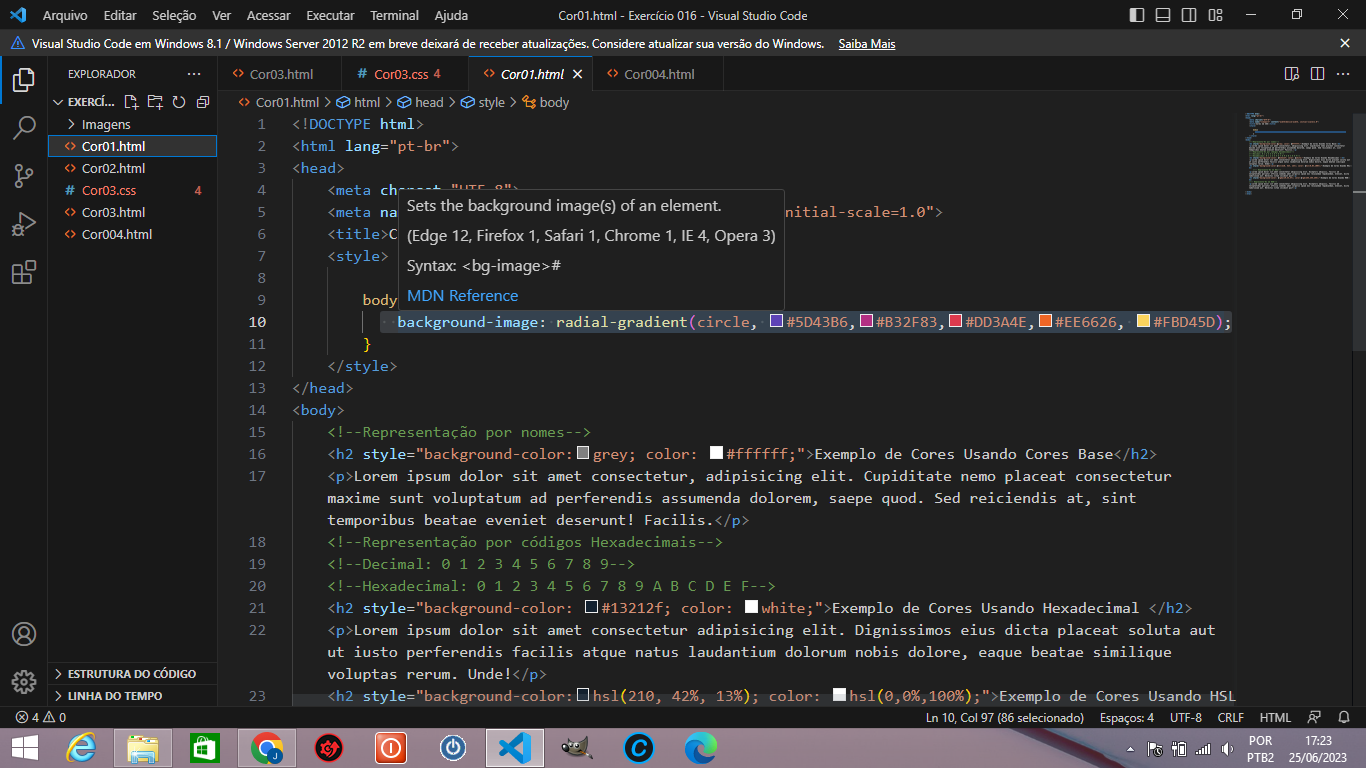 Arquivo Editar Seleção Ver Acessar Executar Terminal Ajuda Cor01.html - Exercício 016 - Visual Studio Code
Visual Studio Code em Windows 8.1 / Windows Server 2012 R2 em breve deixará de receber atualizações. Considere atualizar sua versão do Windows. Saiba Mais
EXPLORADOR
EXERCÍ...
Imagens
Cor01.html
Cor02.html
Cor03.css 4
Cor03.html
Cor004.html
ESTRUTURA DO CÓDIGO
LINHA DO TEMPO
Cor03.html Cor03.css 4 Cor01.html Cor004.html
Cor01.html > html > head > style > body
1 <!DOCTYPE html>
2 <html lang="pt-br">
3 <head>
4 <meta charset="UTF-8">
5 <meta na nitial-scale=1.0">
6 <title>C
7 <style>
8
9 body
10 background-image: radial-gradient(circle, #5D43B6,#B32F83,#DD3A4E,#EE6626, #FBD45D);
11 }
12 </style>
13 </head>
14 <body>
15 <!--Representação por nomes-->
16 <h2 style="background-color:grey; color: #ffffff;">Exemplo de Cores Usando Cores Base</h2>
17 <p>Lorem ipsum dolor sit amet consectetur, adipisicing elit. Cupiditate nemo placeat consectetur
maxime sunt voluptatum ad perferendis assumenda dolorem, saepe quod. Sed reiciendis at, sint
temporibus beatae eveniet deserunt! Facilis.</p>
18 <!--Representação por códigos Hexadecimais-->
19 <!--Decimal: 0 1 2 3 4 5 6 7 8 9-->
20 <!--Hexadecimal: 0 1 2 3 4 5 6 7 8 9 A B C D E F-->
21 <h2 style="background-color: #13212f; color: white;">Exemplo de Cores Usando Hexadecimal </h2>
22 <p>Lorem ipsum dolor sit amet consectetur adipisicing elit. Dignissimos eius dicta placeat soluta aut
ut iusto perferendis facilis atque natus laudantium dolorum nobis dolore, eaque beatae similique
voluptas rerum. Unde!</p>
23 <h2 style="background-color:hsl(210, 42%, 13%); color: hsl(0,0%,100%);">Exemplo de Cores Usando HSL
Sets the background image(s) of an element.
(Edge 12, Firefox 1, Safari 1, Chrome 1, IE 4, Opera 3)
Syntax: <bg-image>#
MDN Reference
4 0 Ln 10, Col 97 (86 selecionado) Espaços: 4 UTF-8 CRLF HTML
POR 17:23
PTB2 25/06/2023